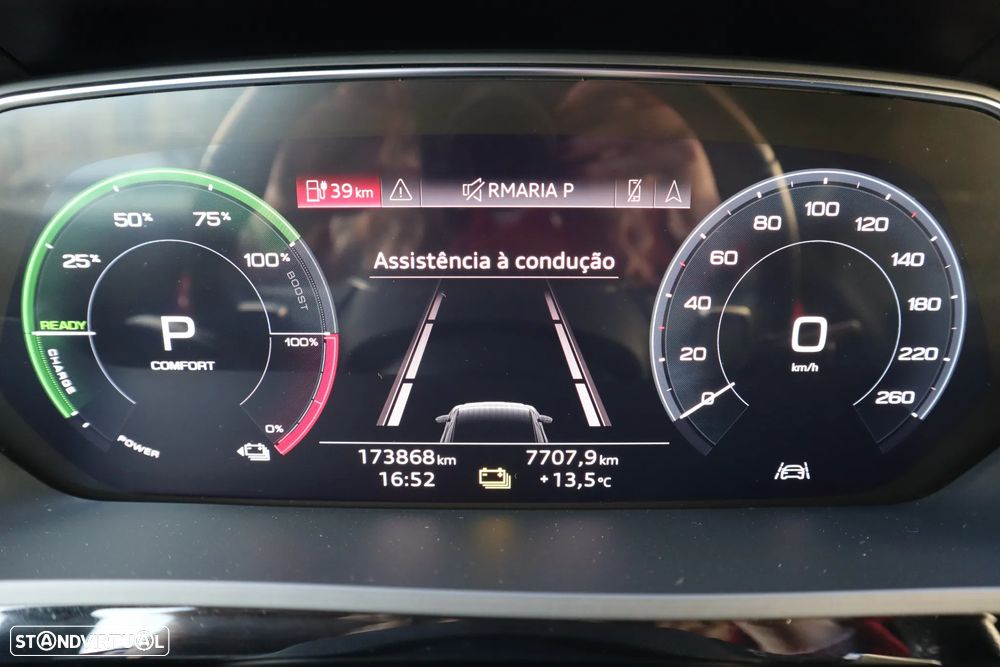 39 km
RMARIA P
Assistência à condução
25%
50%
75%
100%
BOOST
READY
CHARGE
POWER
P
COMFORT
100%
0%
0
20
40
60
80
100
120
140
180
220
260
0
km/h
173868 km 7707,9 km
16:52 +13,5°C
STANDVIRTUAL